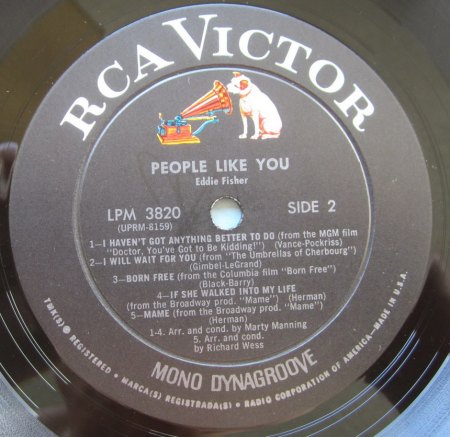 RCA VICTOR
PEOPLE LIKE YOU
Eddie Fisher
LPM 3820
(UPRM-8159)
SIDE 2
1—I HAVEN'T GOT ANYTHING BETTER TO DO (from the MGM film
"Doctor, You've Got to Be Kidding!") (Vance-Pockriss)
2—I WILL WAIT FOR YOU (from "The Umbrellas of Cherbourg")
(Gimbel-LeGrand)
3—BORN FREE (from the Columbia film "Born Free")
(Black-Barry)
4—IF SHE WALKED INTO MY LIFE
(from the Broadway prod. "Mame") (Herman)
5—MAME (from the Broadway prod. "Mame")
(Herman)
1-4. Arr. and cond. by Marty Manning
5. Arr. and cond.
by Richard Wess
MONO DYNAGROOVE
TMK(S) ® REGISTERED • MARCA(S) REGISTRADA(S) • RADIO CORPORATION OF AMERICA—MADE IN U.S.A.